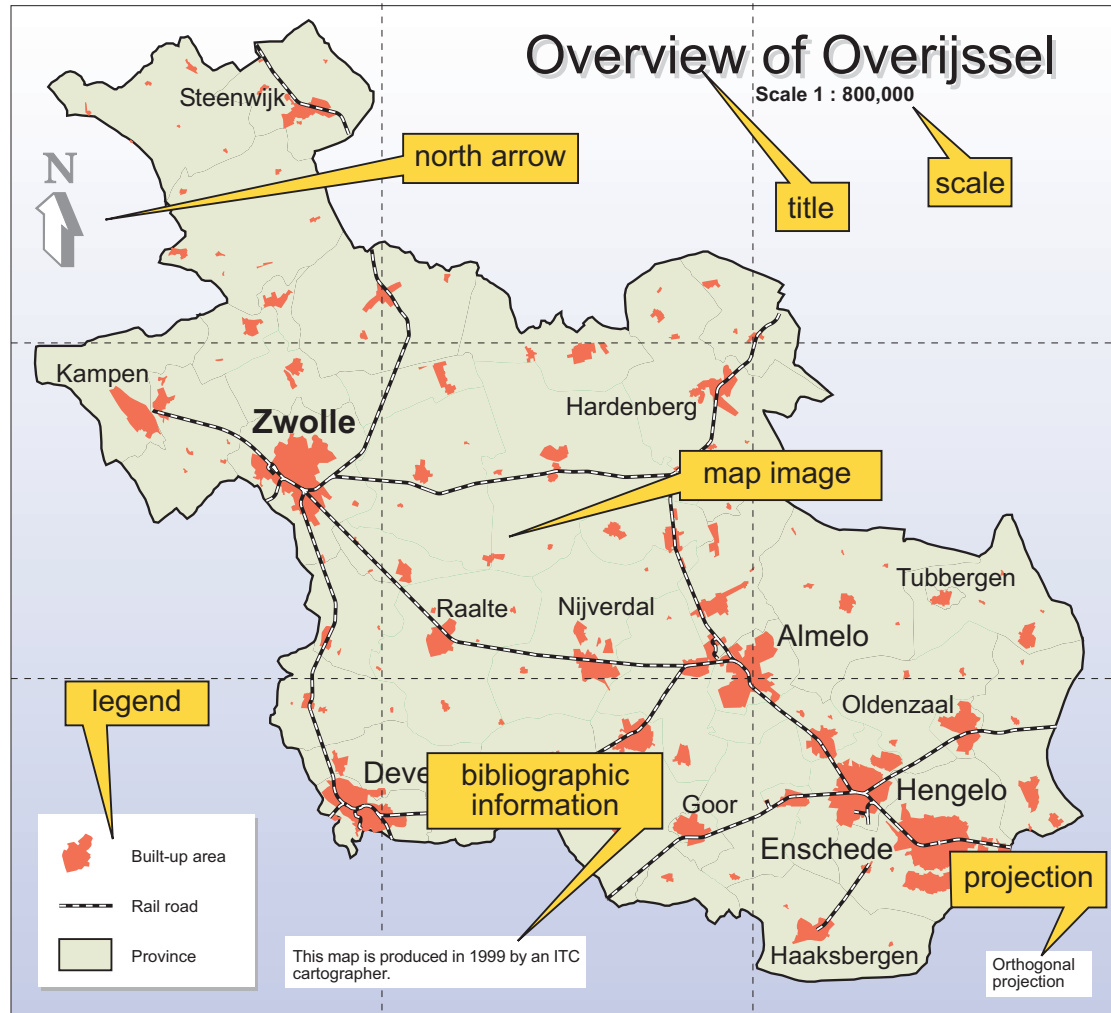 Overview of Overijssel
Scale 1 : 800,000
Steenwijk
N
north arrow
scale
title
Kampen
Zwolle
Hardenberg
map image
Tubbergen
Raalte
Nijverdal
Almelo
legend
Oldenzaal
bibliographic
information
Goor
Hengelo
Enschede
projection
Built-up area
Rail road
Province
This map is produced in 1999 by an ITC
cartographer.
Haaksbergen
Orthogonal
projection